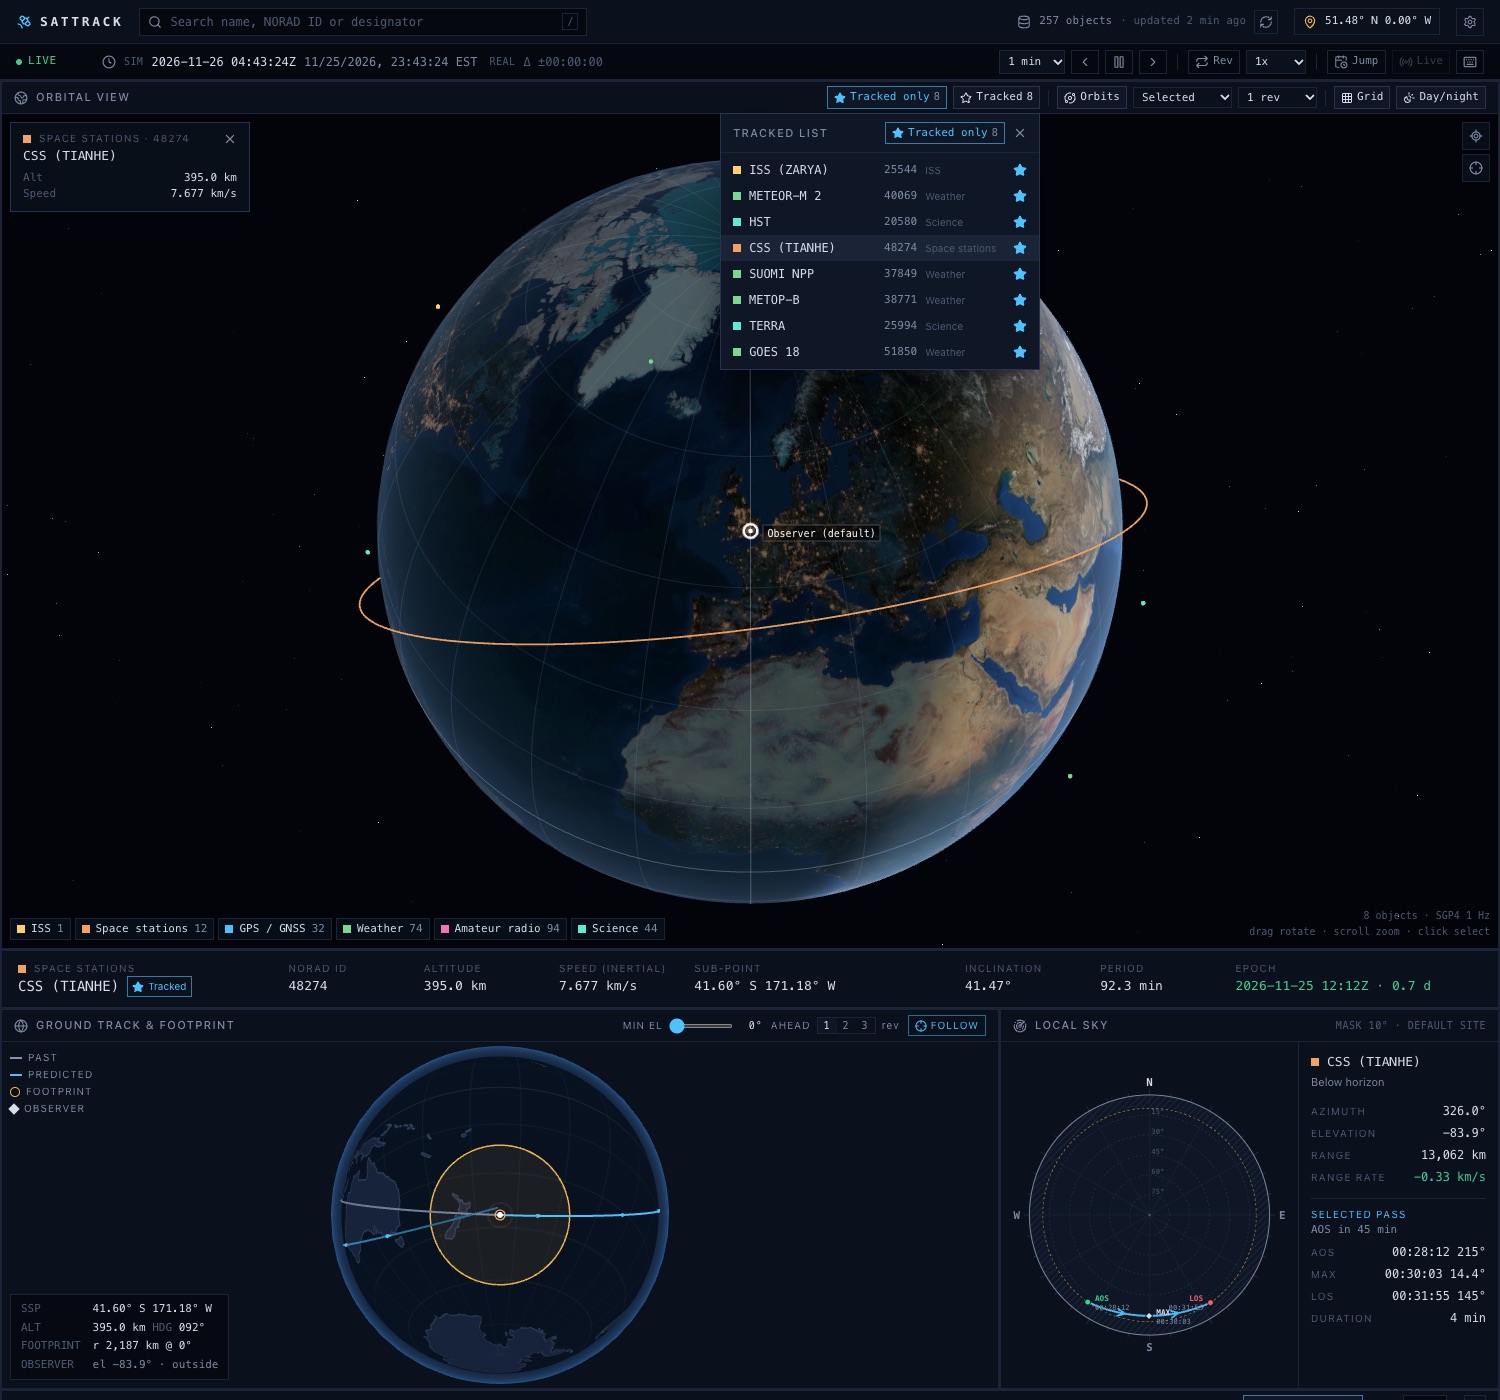 SATTRACK
Search name, NORAD ID or designator /
257 objects · updated 2 min ago
51.48° N 0.00° W
LIVE
SIM 2026-11-26 04:43:24Z 11/25/2026, 23:43:24 EST REAL Δ ±00:00:00
1 min
Rev
1x
Jump
Live
ORBITAL VIEW
Tracked only 8
Tracked 8
Orbits
Selected
1 rev
Grid
Day/night
SPACE STATIONS · 48274
CSS (TIANHE)
Alt 395.0 km
Speed 7.677 km/s
TRACKED LIST
Tracked only 8
ISS (ZARYA) 25544 ISS
METEOR-M 2 40069 Weather
HST 20580 Science
CSS (TIANHE) 48274 Space stations
SUOMI NPP 37849 Weather
METOP-B 38771 Weather
TERRA 25994 Science
GOES 18 51850 Weather
Observer (default)
ISS 1
Space stations 12
GPS / GNSS 32
Weather 74
Amateur radio 94
Science 44
8 objects · SGP4 1 Hz
drag rotate · scroll zoom · click select
SPACE STATIONS
CSS (TIANHE) Tracked
NORAD ID
48274
ALTITUDE
395.0 km
SPEED (INERTIAL)
7.677 km/s
SUB-POINT
41.60° S 171.18° W
INCLINATION
41.47°
PERIOD
92.3 min
EPOCH
2026-11-25 12:12Z · 0.7 d
GROUND TRACK & FOOTPRINT
MIN EL 0° AHEAD 1 2 3 rev
FOLLOW
PAST
PREDICTED
FOOTPRINT
OBSERVER
SSP 41.60° S 171.18° W
ALT 395.0 km HDG 092°
FOOTPRINT r 2,187 km @ 0°
OBSERVER el −83.9° · outside
LOCAL SKY
MASK 10° · DEFAULT SITE
N
15°
30°
45°
60°
75°
W
E
AOS
LOS
MAX
00:30:03
S
CSS (TIANHE)
Below horizon
AZIMUTH 326.0°
ELEVATION −83.9°
RANGE 13,062 km
RANGE RATE −0.33 km/s
SELECTED PASS
AOS in 45 min
AOS 00:28:12 215°
MAX 00:30:03 14.4°
LOS 00:31:55 145°
DURATION 4 min